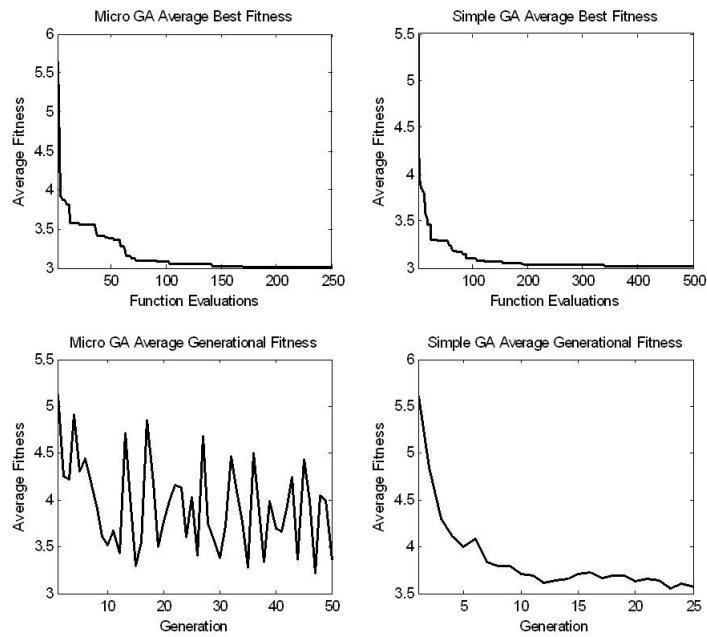 Micro GA Average Best Fitness
6
5.5
5
4.5
4
3.5
3
Average Fitness
50 100 150 200 250
Function Evaluations
Simple GA Average Best Fitness
5.5
5
4.5
4
3.5
3
Average Fitness
100 200 300 400 500
Function Evaluations
Micro GA Average Generational Fitness
5.5
5
4.5
4
3.5
3
Average Fitness
10 20 30 40 50
Generation
Simple GA Average Generational Fitness
6
5.5
5
4.5
4
3.5
Average Fitness
5 10 15 20 25
Generation